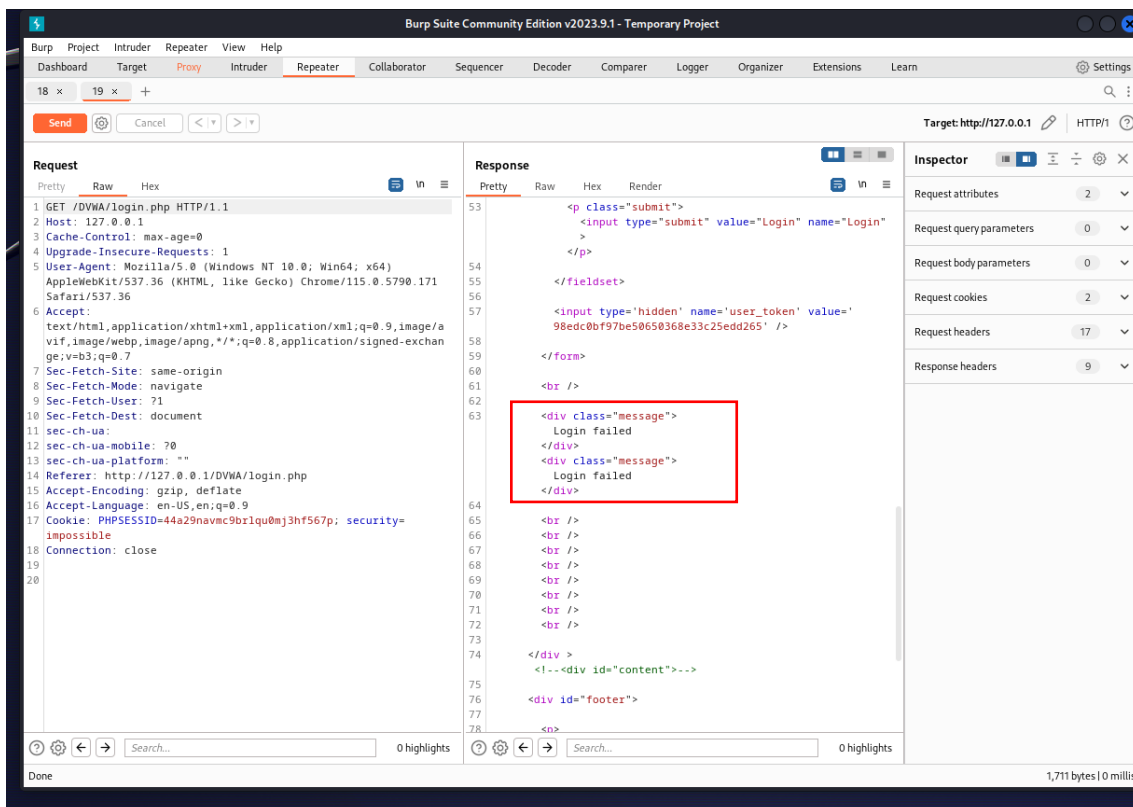 Burp Suite Community Edition v2023.9.1 - Temporary Project
Burp Project Intruder Repeater View Help
Dashboard Target Proxy Intruder Repeater Collaborator Sequencer Decoder Comparer Logger Organizer Extensions Learn Settings
18 × 19 × +
Send Cancel < > Target: http://127.0.0.1 HTTP/1
Request
Pretty Raw Hex \n
1 GET /DVWA/login.php HTTP/1.1
2 Host: 127.0.0.1
3 Cache-Control: max-age=0
4 Upgrade-Insecure-Requests: 1
5 User-Agent: Mozilla/5.0 (Windows NT 10.0; Win64; x64)
AppleWebKit/537.36 (KHTML, like Gecko) Chrome/115.0.5790.171
Safari/537.36
6 Accept:
text/html,application/xhtml+xml,application/xml;q=0.9,image/a
vif,image/webp,image/apng,*/*;q=0.8,application/signed-exchan
ge;v=b3;q=0.7
7 Sec-Fetch-Site: same-origin
8 Sec-Fetch-Mode: navigate
9 Sec-Fetch-User: ?1
10 Sec-Fetch-Dest: document
11 sec-ch-ua:
12 sec-ch-ua-mobile: ?0
13 sec-ch-ua-platform: ""
14 Referer: http://127.0.0.1/DVWA/login.php
15 Accept-Encoding: gzip, deflate
16 Accept-Language: en-US,en;q=0.9
17 Cookie: PHPSESSID=44a29navmc9brlqu0mj3hf567p; security=
impossible
18 Connection: close
19
20
Search... 0 highlights
Response
Pretty Raw Hex Render \n
53 <p class="submit">
<input type="submit" value="Login" name="Login"
>
</p>
54
55 </fieldset>
56
57 <input type='hidden' name='user_token' value='
98edc0bf97be50650368e33c25edd265' />
58
59 </form>
60
61 <br />
62
63 <div class="message">
Login failed
</div>
<div class="message">
Login failed
</div>
64
65 <br />
66 <br />
67 <br />
68 <br />
69 <br />
70 <br />
71 <br />
72 <br />
73
74 </div >
<!--<div id="content">-->
75
76 <div id="footer">
77
78 <p>
Search... 0 highlights
Inspector
Request attributes 2
Request query parameters 0
Request body parameters 0
Request cookies 2
Request headers 17
Response headers 9
Done 1,711 bytes | 0 millis